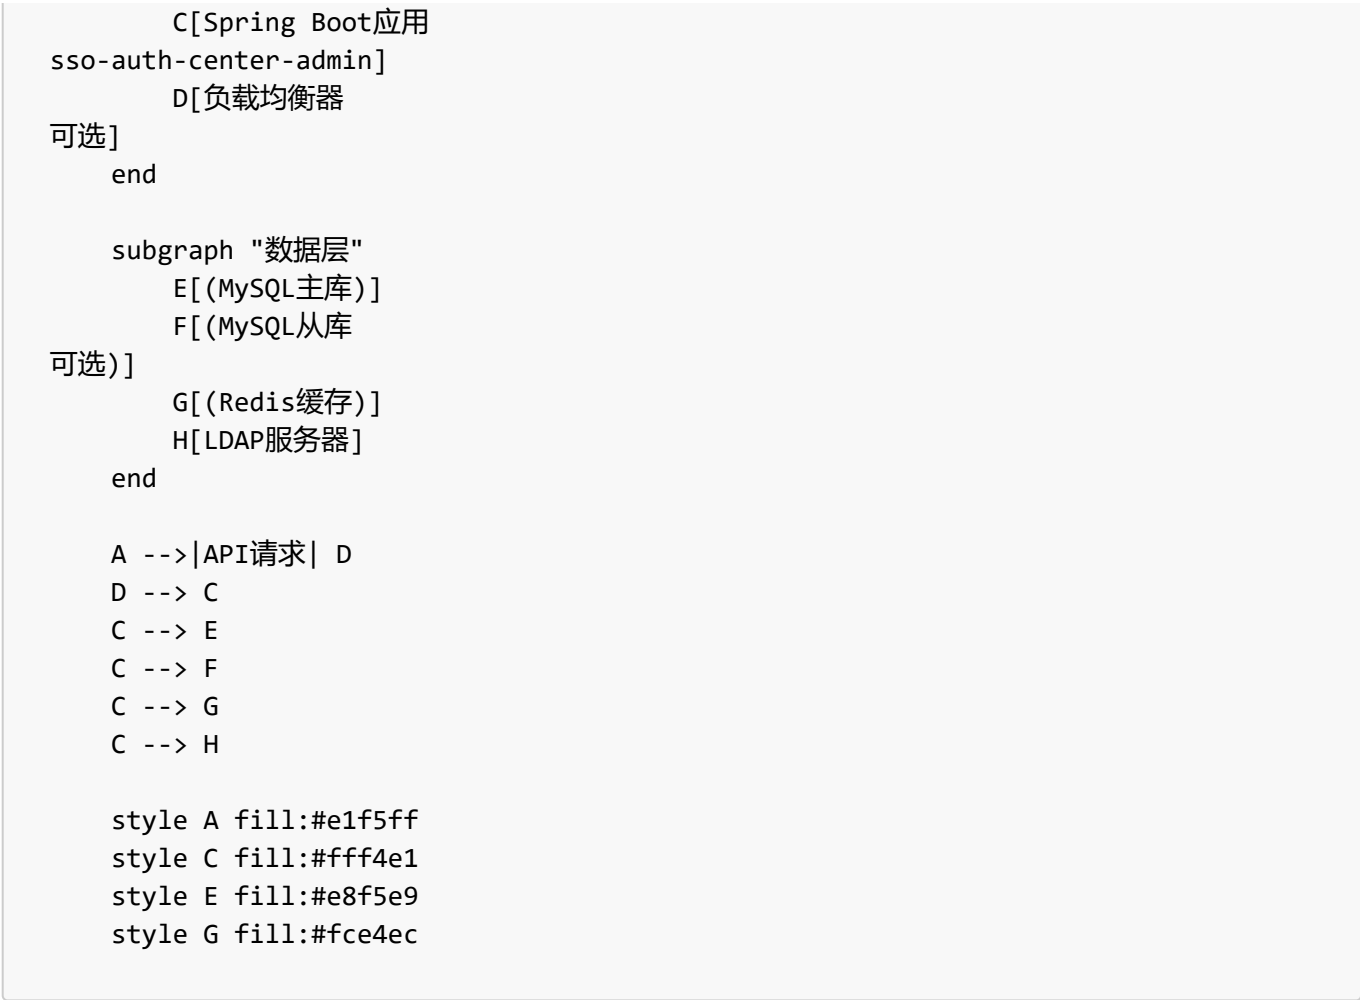 C[Spring Boot应用
sso-auth-center-admin]
        D[负载均衡器
可选]
    end

    subgraph "数据层"
        E[(MySQL主库)]
        F[(MySQL从库
可选)]
        G[(Redis缓存)]
        H[LDAP服务器]
    end

    A -->|API请求| D
    D --> C
    C --> E
    C --> F
    C --> G
    C --> H

    style A fill:#e1f5ff
    style C fill:#fff4e1
    style E fill:#e8f5e9
    style G fill:#fce4ec